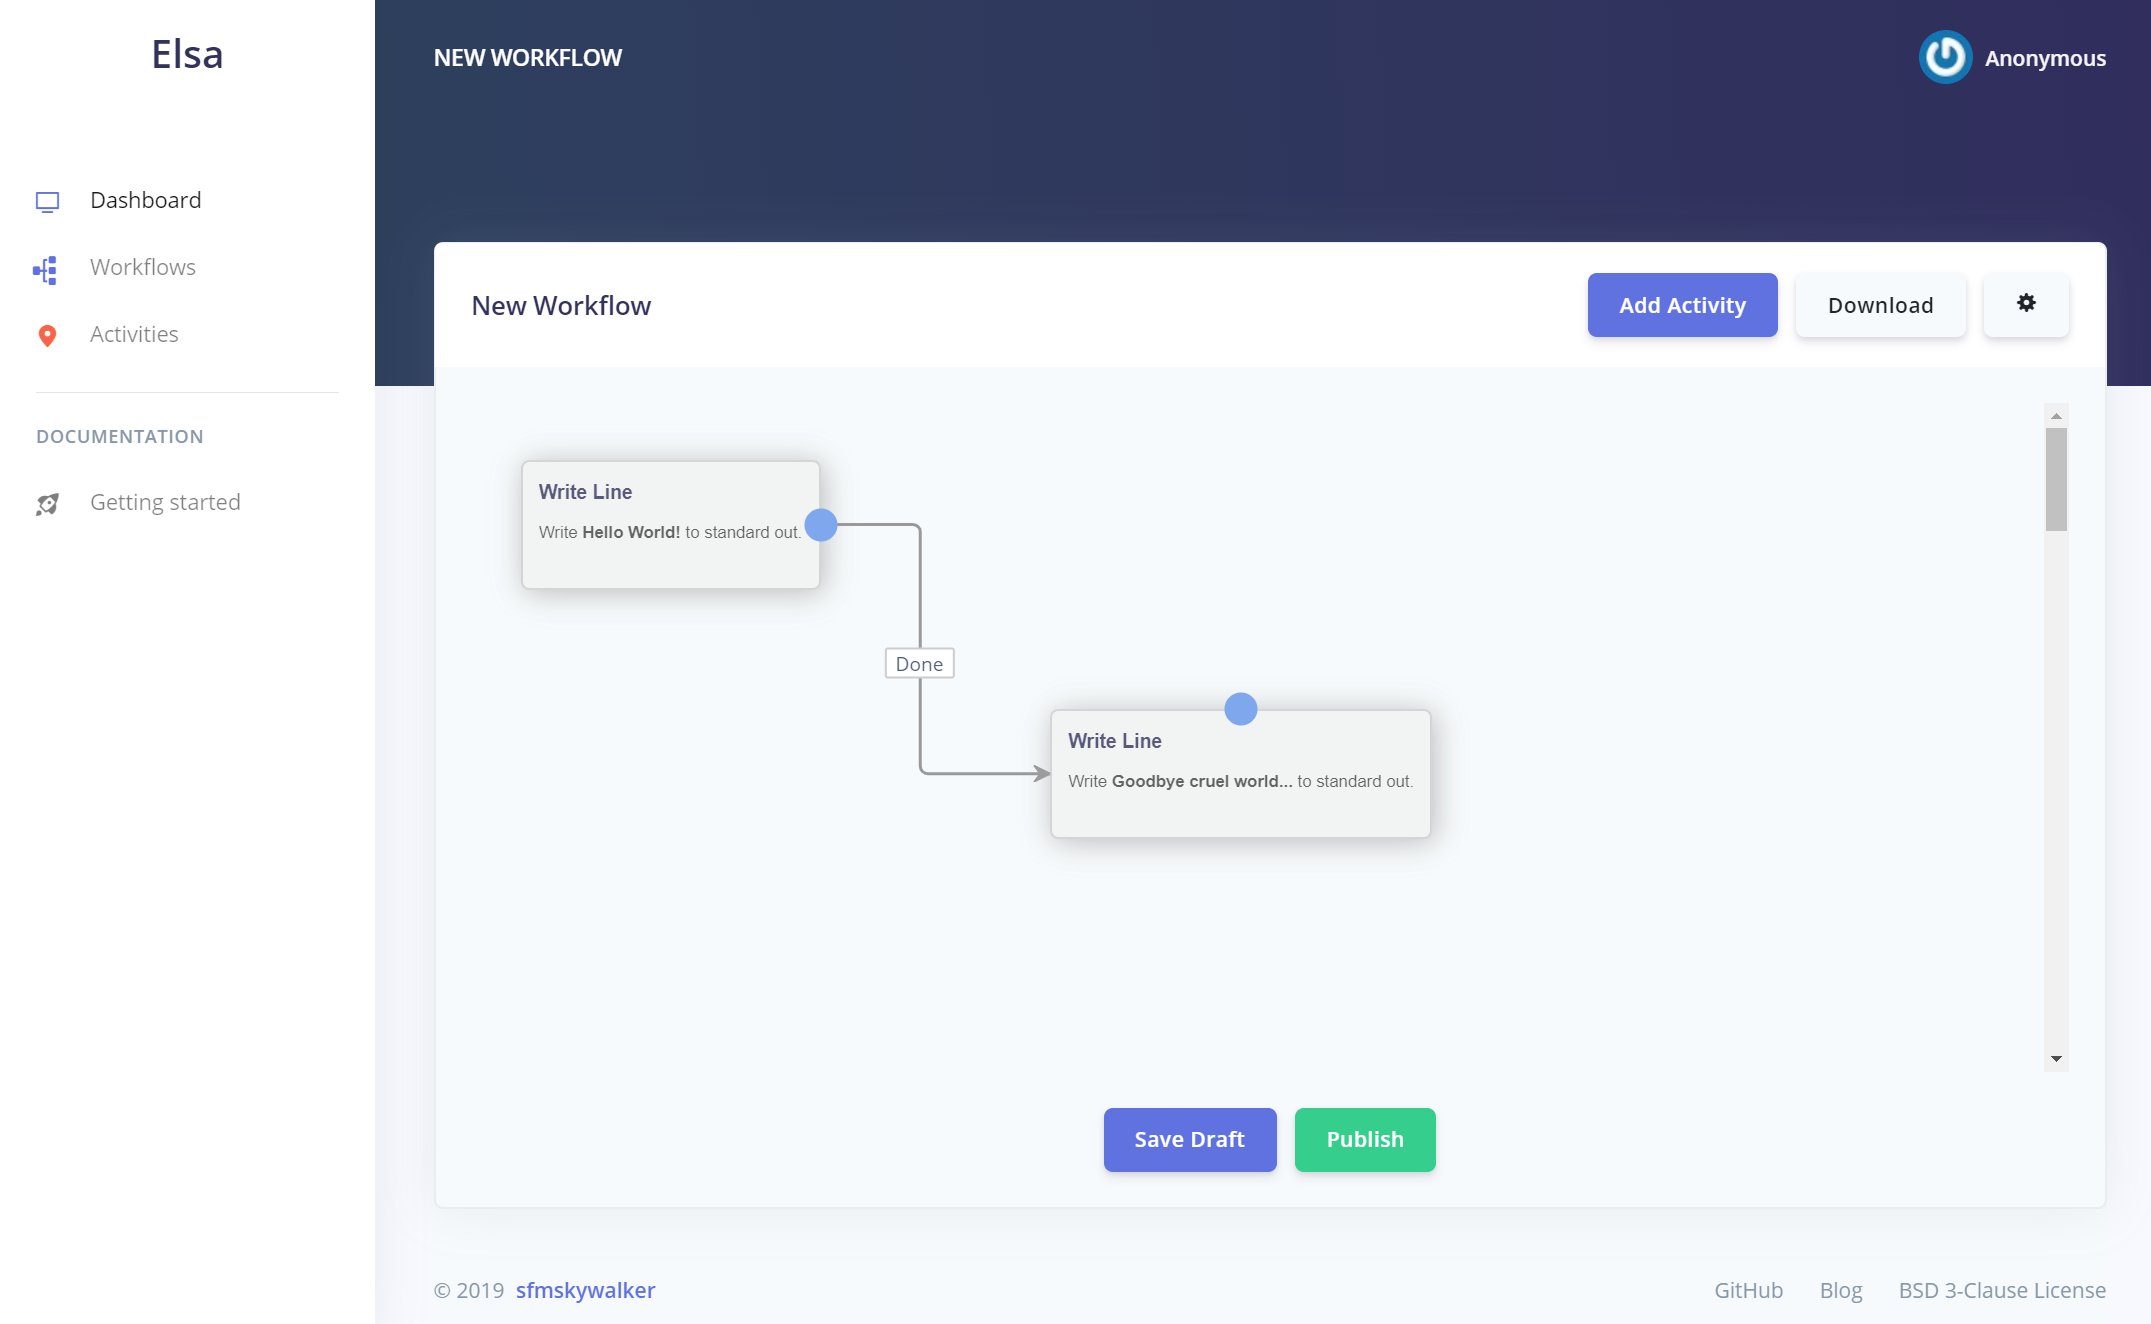 Elsa
NEW WORKFLOW
Anonymous
Dashboard
Workflows
Activities
DOCUMENTATION
Getting started
New Workflow
Add Activity
Download
Write Line
Write Hello World! to standard out.
Done
Write Line
Write Goodbye cruel world... to standard out.
Save Draft
Publish
© 2019 sfmskywalker
GitHub
Blog
BSD 3-Clause License